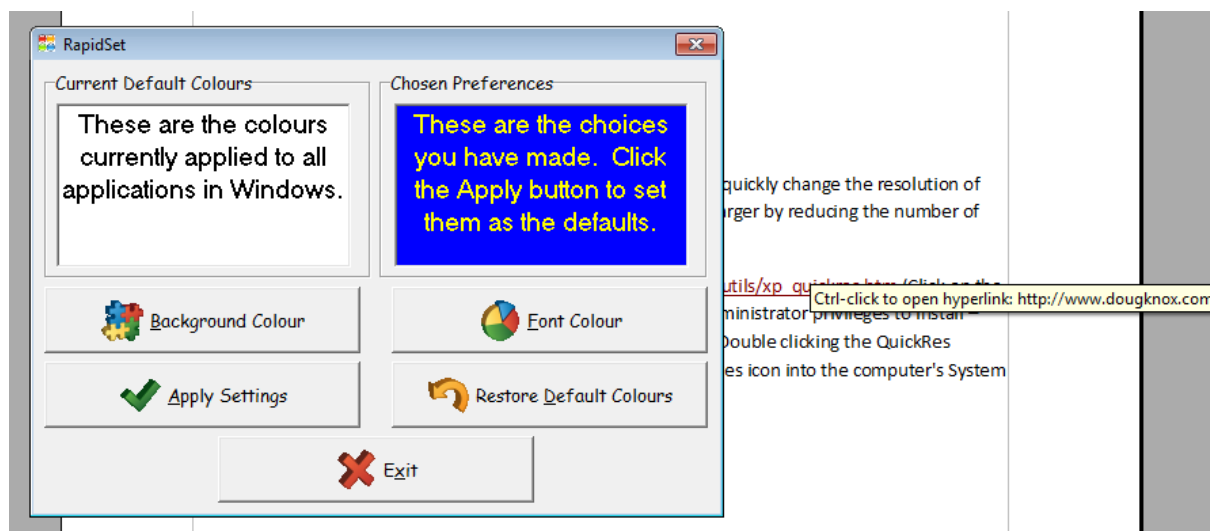 RapidSet
Current Default Colours
These are the colours
currently applied to all
applications in Windows.
Chosen Preferences
These are the choices
you have made. Click
the Apply button to set
them as the defaults.
Background Colour
Font Colour
Apply Settings
Restore Default Colours
Exit
quickly change the resolution of
rger by reducing the number of
utils/xp_quickres.htm (Click on the
Ctrl-click to open hyperlink: http://www.dougknox.com
ministrator privileges to install –
Double clicking the QuickRes
es icon into the computer's System